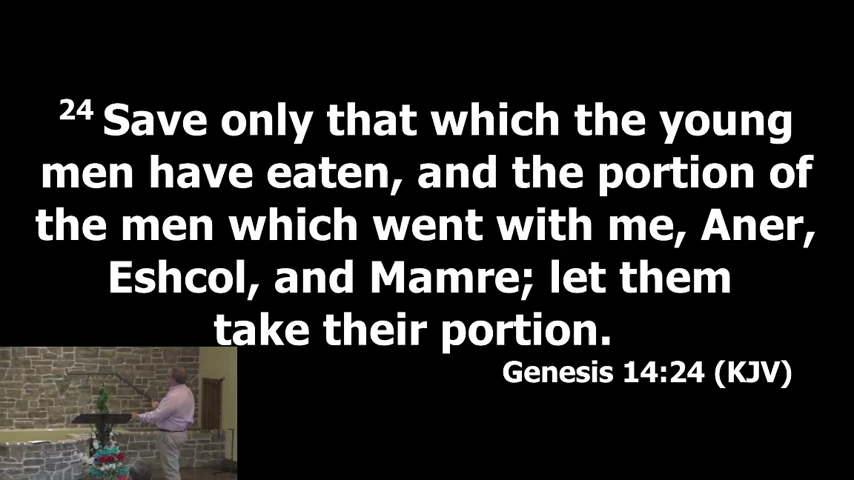 24 Save only that which the young
men have eaten, and the portion of
the men which went with me, Aner,
Eshcol, and Mamre; let them
take their portion.
Genesis 14:24 (KJV)